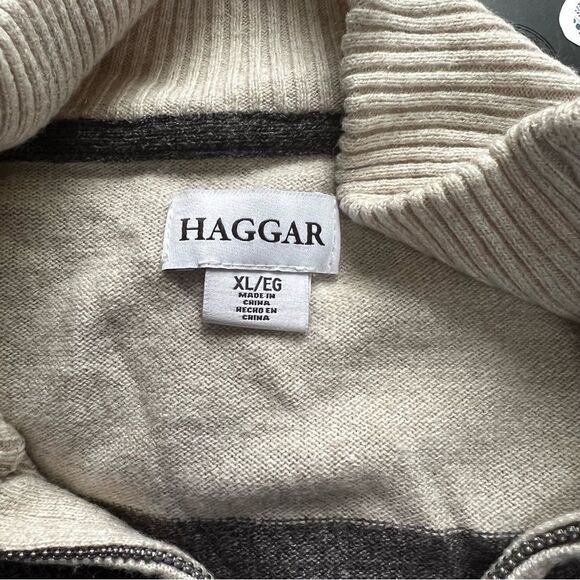 HAGGAR
XL/EG
MADE IN
CHINA
HECHO EN
CHINA